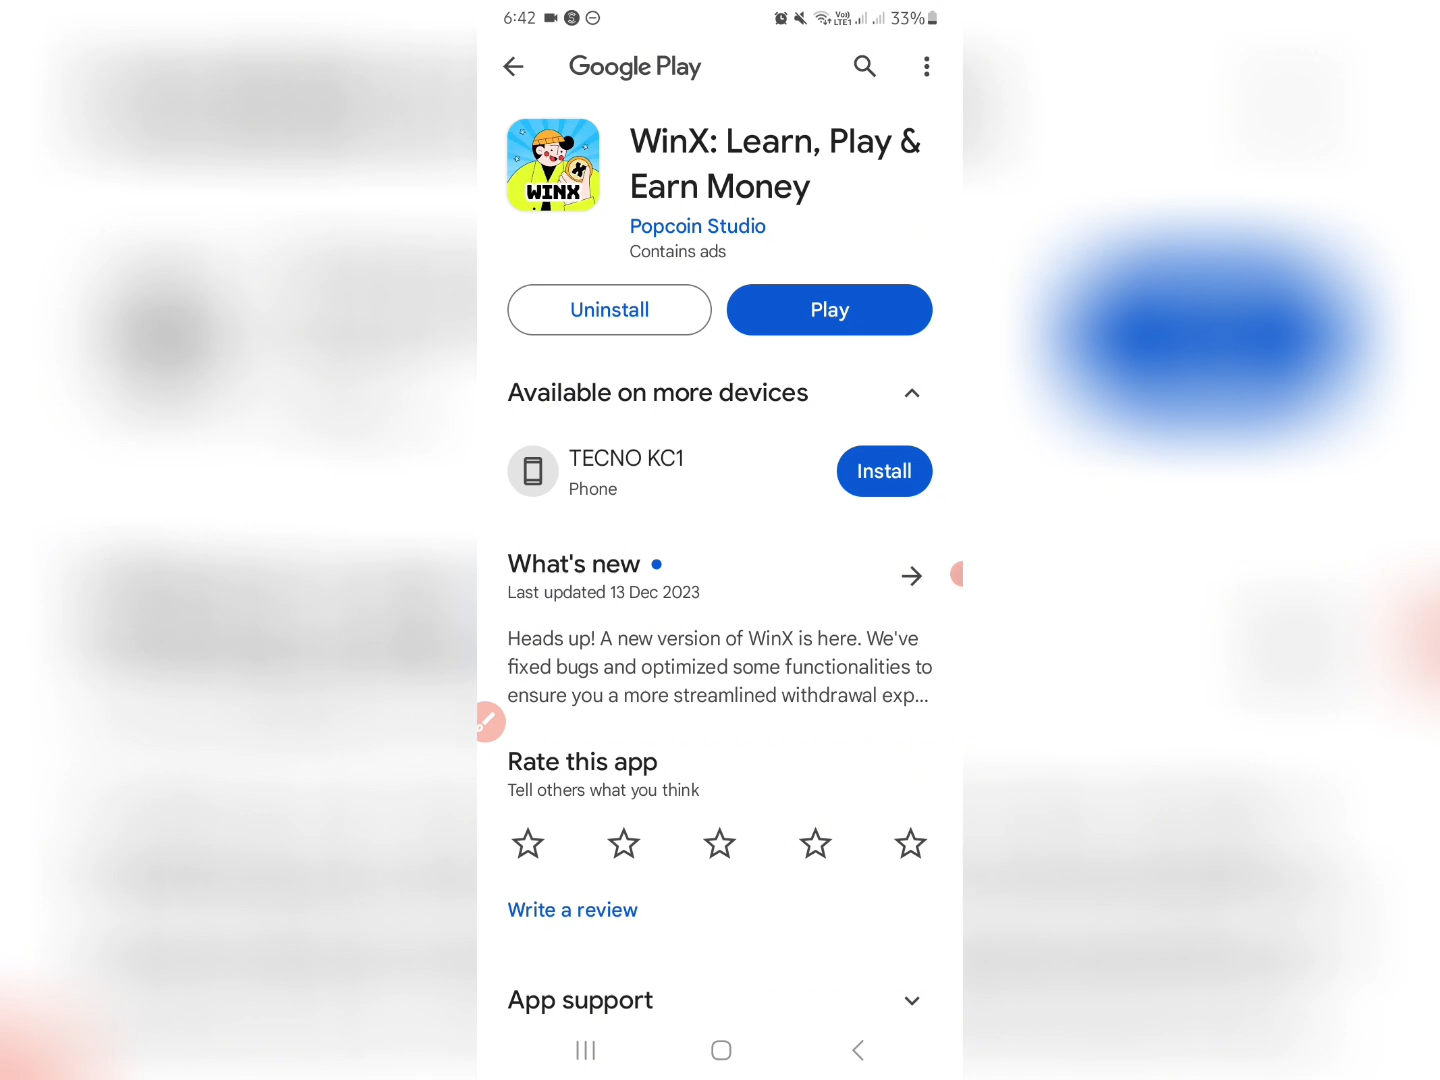 6:42
Vo)) LTE1 33%
Google Play
WINX
WinX: Learn, Play &
Earn Money
Popcoin Studio
Contains ads
Uninstall
Play
Available on more devices
TECNO KC1
Phone
Install
What's new
Last updated 13 Dec 2023
Heads up! A new version of WinX is here. We've
fixed bugs and optimized some functionalities to
ensure you a more streamlined withdrawal exp...
Rate this app
Tell others what you think
Write a review
App support